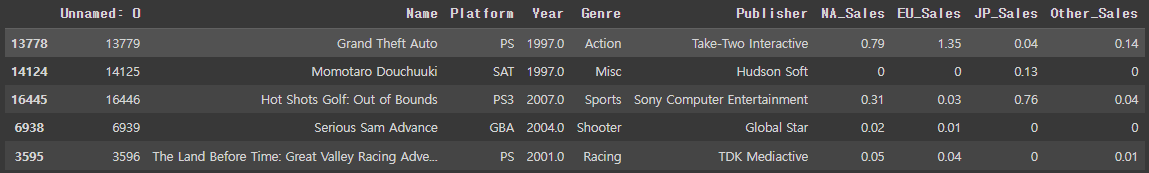 Unnamed: 0 Name Platform Year Genre Publisher NA_Sales EU_Sales JP_Sales Other_Sales
13778 13779 Grand Theft Auto PS 1997.0 Action Take-Two Interactive 0.79 1.35 0.04 0.14
14124 14125 Momotaro Douchuuki SAT 1997.0 Misc Hudson Soft 0 0 0.13 0
16445 16446 Hot Shots Golf: Out of Bounds PS3 2007.0 Sports Sony Computer Entertainment 0.31 0.03 0.76 0.04
6938 6939 Serious Sam Advance GBA 2004.0 Shooter Global Star 0.02 0.01 0 0
3595 3596 The Land Before Time: Great Valley Racing Adve... PS 2001.0 Racing TDK Mediactive 0.05 0.04 0 0.01